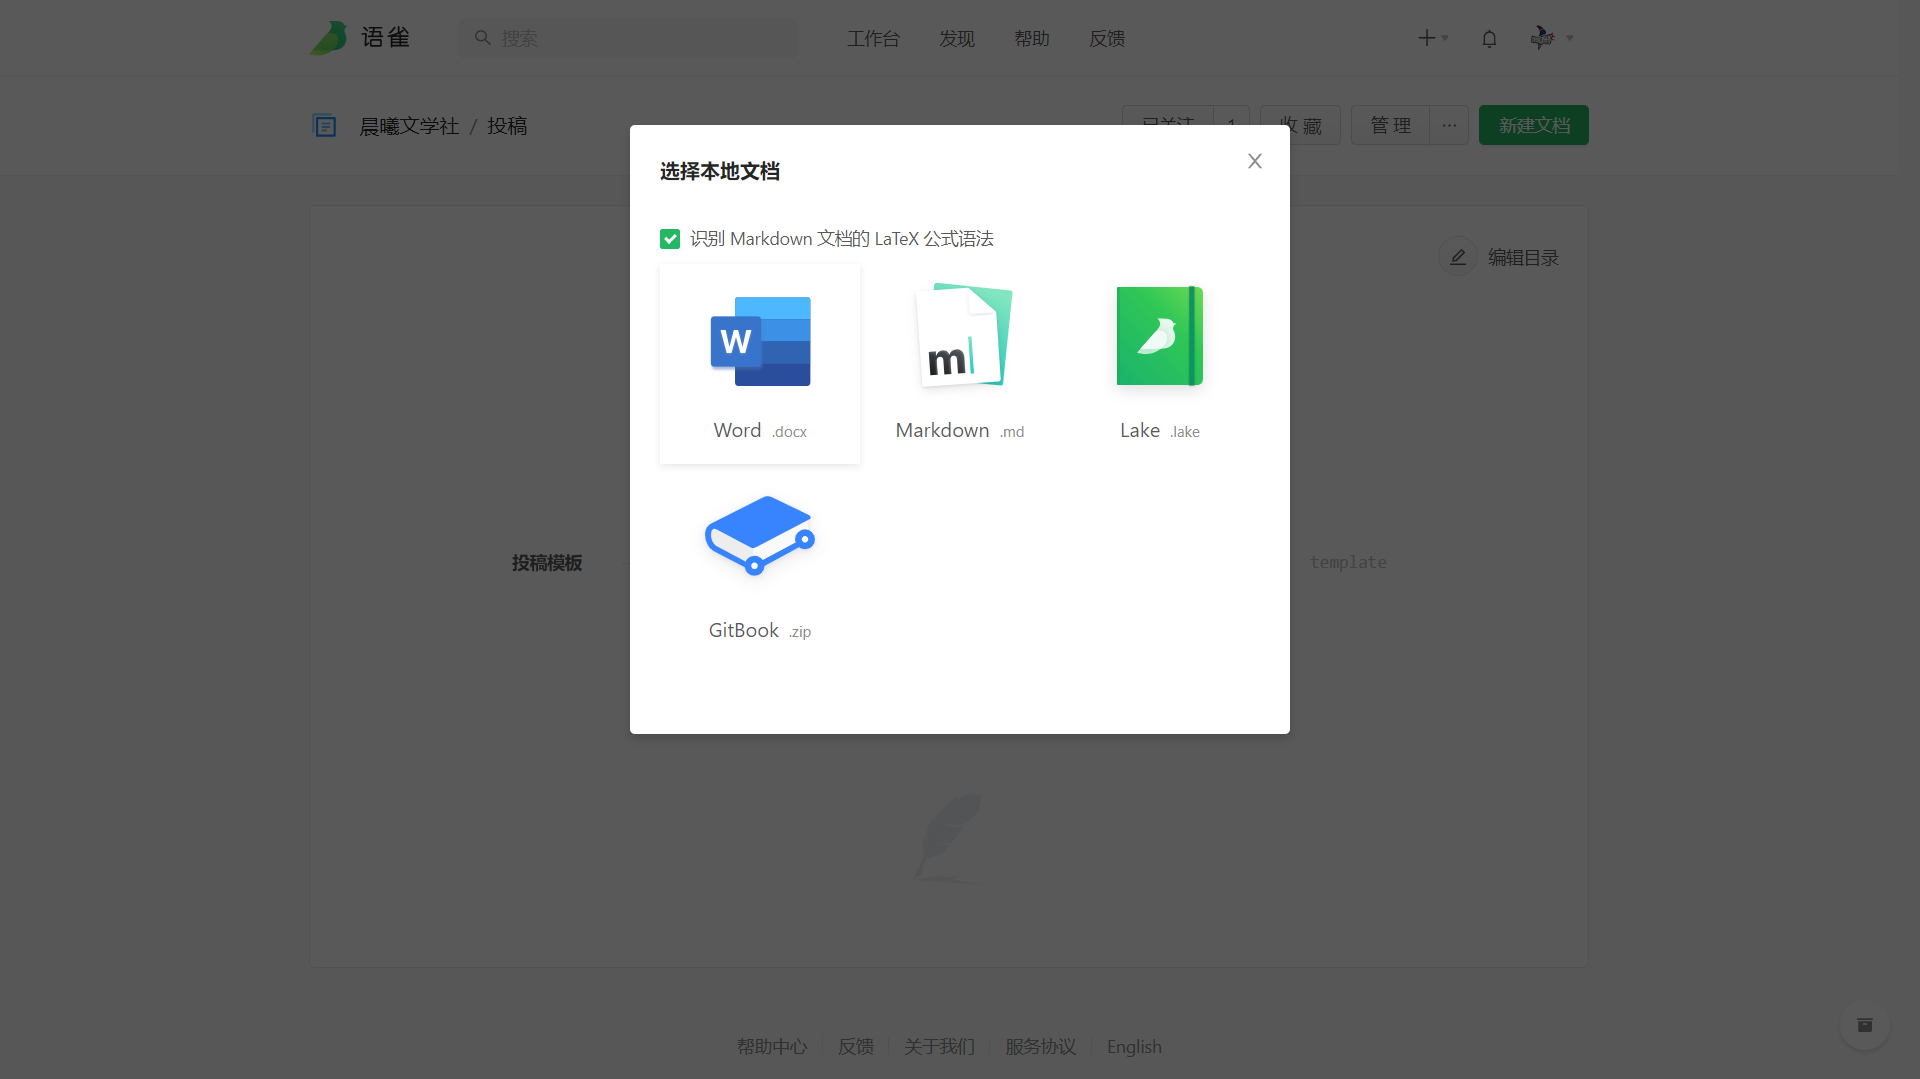 语雀
搜索
工作台 发现 帮助 反馈
晨曦文学社 / 投稿
已关注 1 收藏 管理 ··· 新建文档
选择本地文档
识别 Markdown 文档的 LaTeX 公式语法
编辑目录
W
ml
Word .docx
Markdown .md
Lake .lake
投稿模板
template
GitBook .zip
帮助中心 反馈 关于我们 服务协议 English